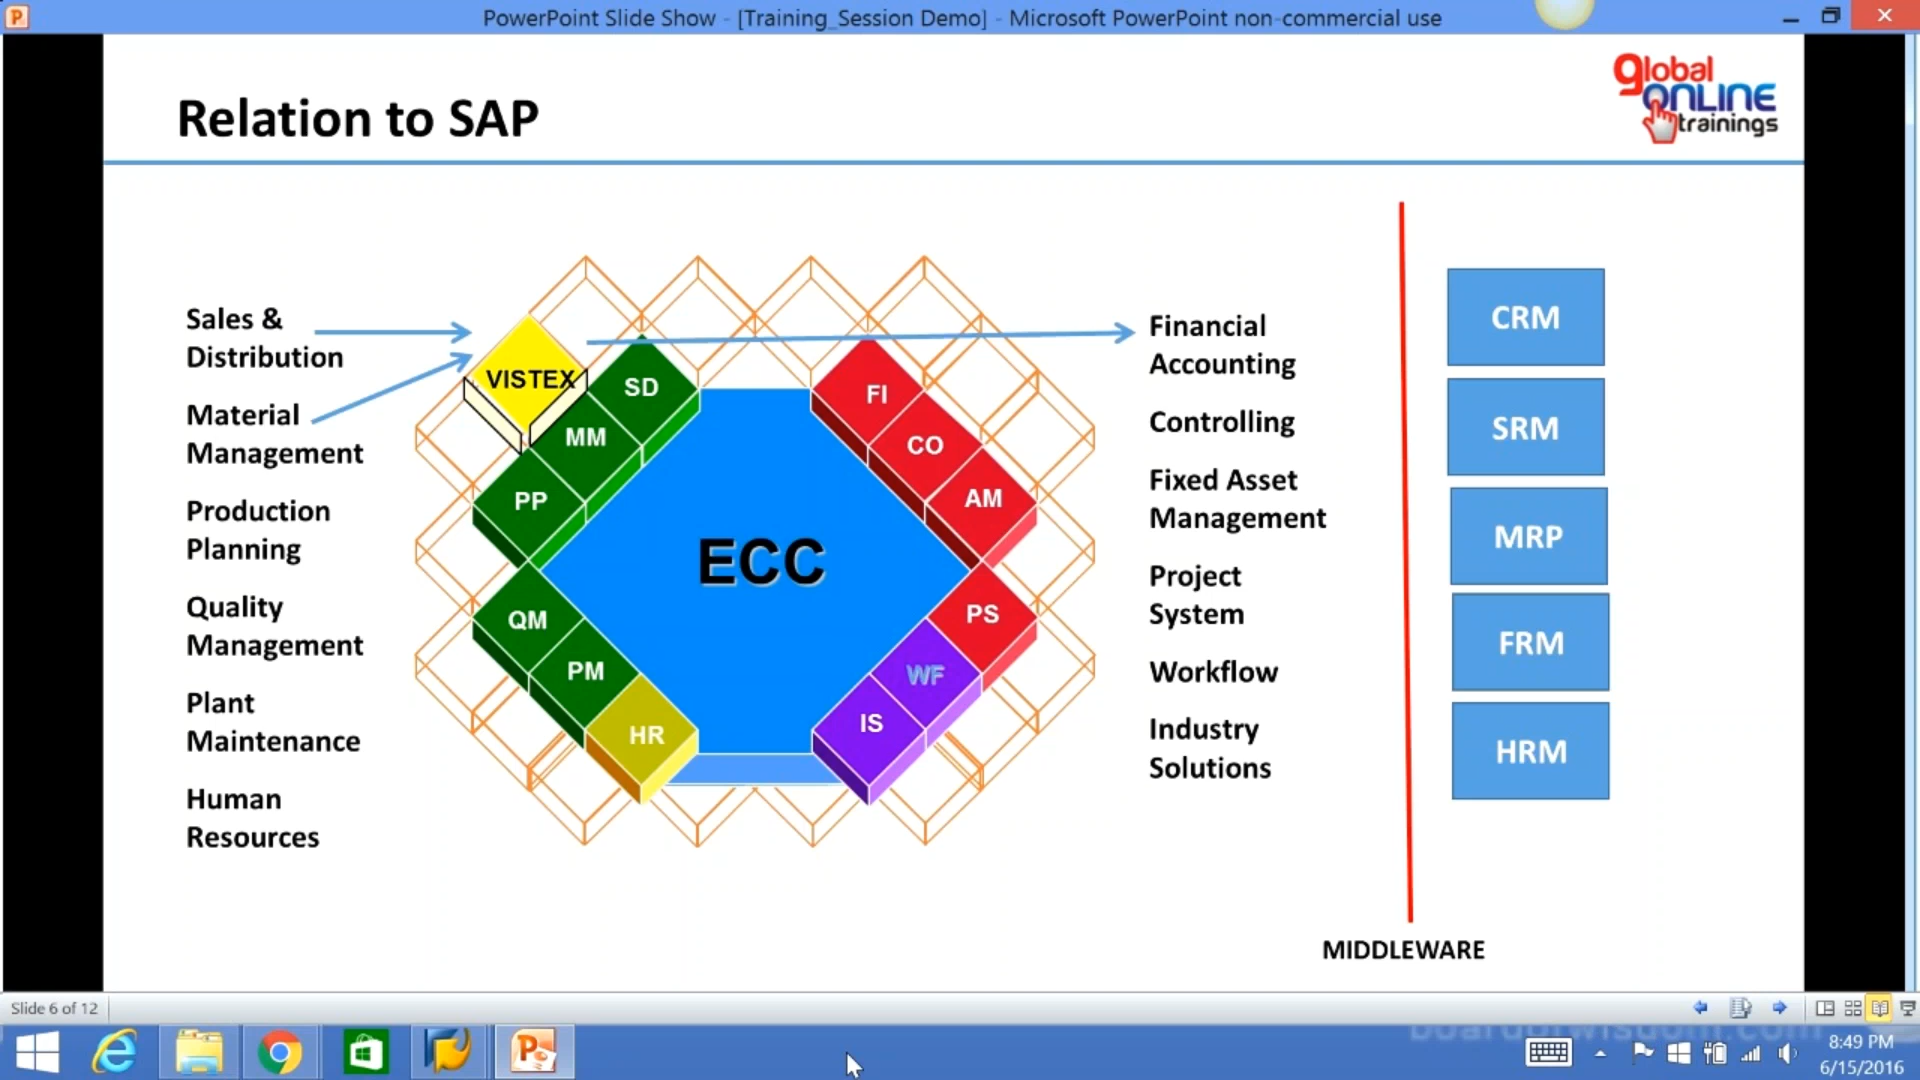 PowerPoint Slide Show - [Training_Session Demo] - Microsoft PowerPoint non-commercial use
Relation to SAP
global
ONLINE
trainings
Sales &
Distribution
Material
Management
Production
Planning
Quality
Management
Plant
Maintenance
Human
Resources
VISTEX
SD
MM
PP
QM
PM
HR
ECC
FI
CO
AM
PS
WF
IS
Financial
Accounting
Controlling
Fixed Asset
Management
Project
System
Workflow
Industry
Solutions
CRM
SRM
MRP
FRM
HRM
MIDDLEWARE
Slide 6 of 12
8:49 PM
6/15/2016